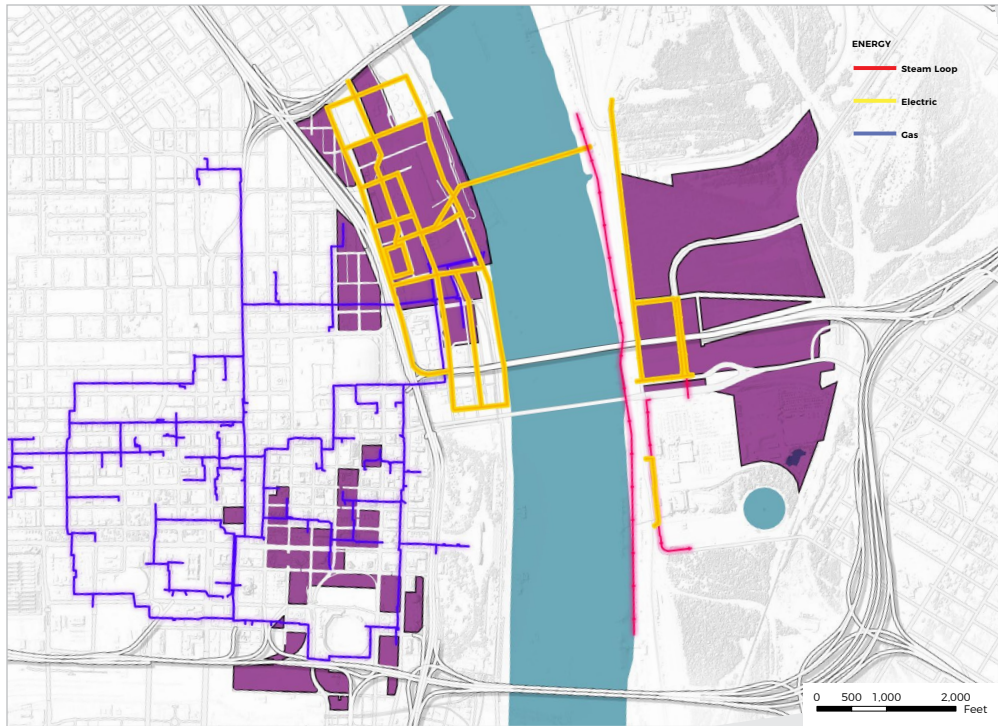 ENERGY
Steam Loop
Electric
Gas
0 500 1,000 2,000
Feet